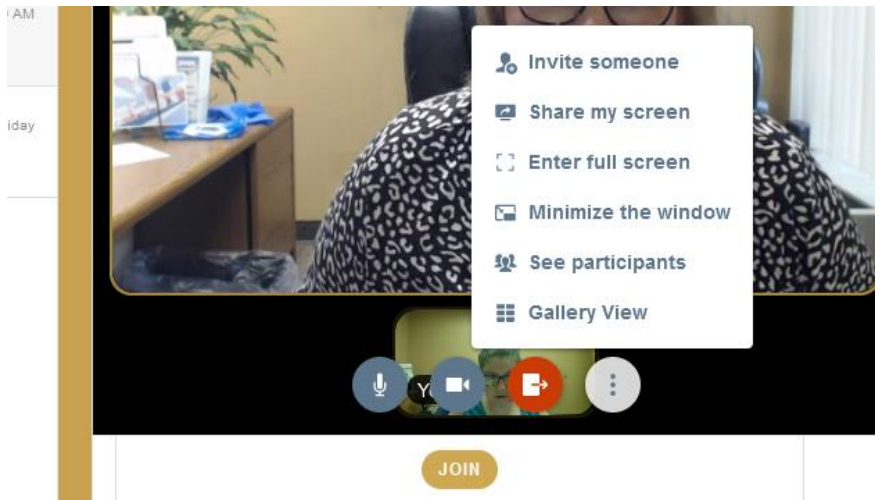 AM
Invite someone
Share my screen
iday
Enter full screen
Minimize the window
See participants
Gallery View
JOIN